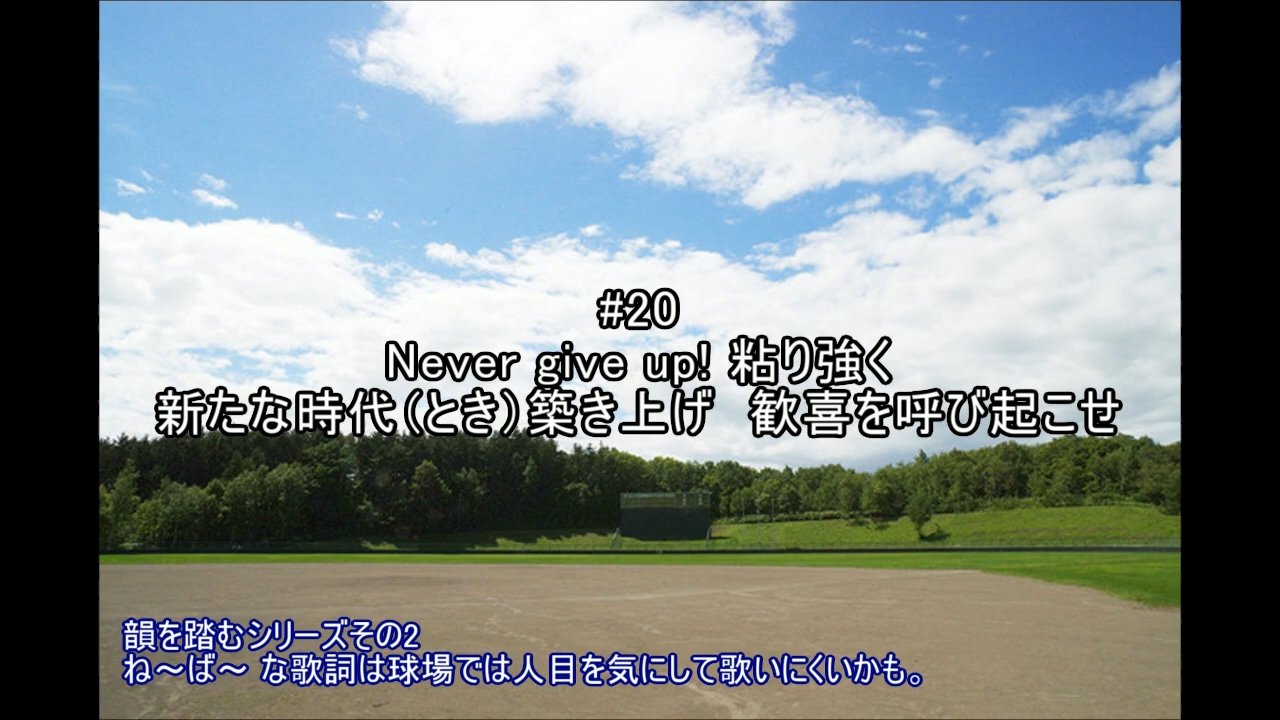 #20
Never give up! 粘り強く
新たな時代(とき)築き上げ　歓喜を呼び起こせ
韻を踏むシリーズその2
ね～ば～ な歌詞は球場では人目を気にして歌いにくいかも。